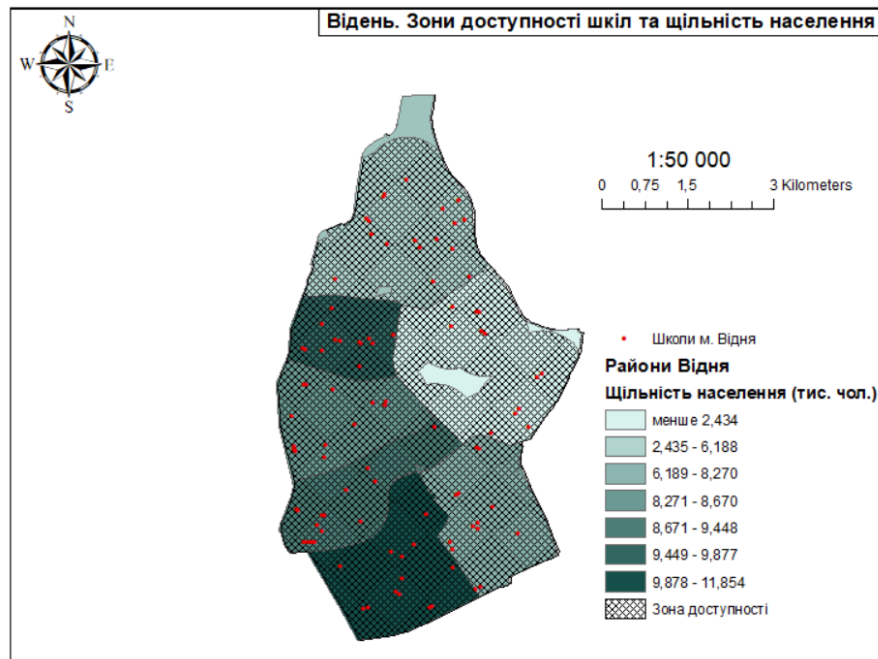 Відень. Зони доступності шкіл та щільність населення
N
W E
S
1:50 000
0 0,75 1,5 3 Kilometers
Школи м. Відня
Райони Відня
Щільність населення (тис. чол.)
менше 2,434
2,435 - 6,188
6,189 - 8,270
8,271 - 8,670
8,671 - 9,448
9,449 - 9,877
9,878 - 11,854
Зона доступності